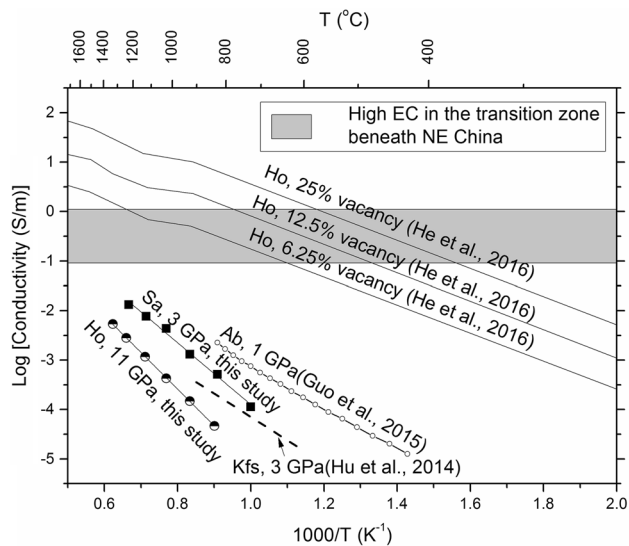 T (°C)
1600
1400
1200
1000
800
600
400
High EC in the transition zone
beneath NE China
Ho, 25% vacancy (He et al., 2016)
Ho, 12.5% vacancy (He et al., 2016)
Ho, 6.25% vacancy (He et al., 2016)
Sa, 3 GPa, this study
Ho, 11 GPa, this study
Ab, 1 GPa(Guo et al., 2015)
Kfs, 3 GPa(Hu et al., 2014)
Log [Conductivity (S/m)]
2
1
0
-1
-2
-3
-4
-5
0.6
0.8
1.0
1.2
1.4
1.6
1.8
2.0
1000/T (K⁻¹)